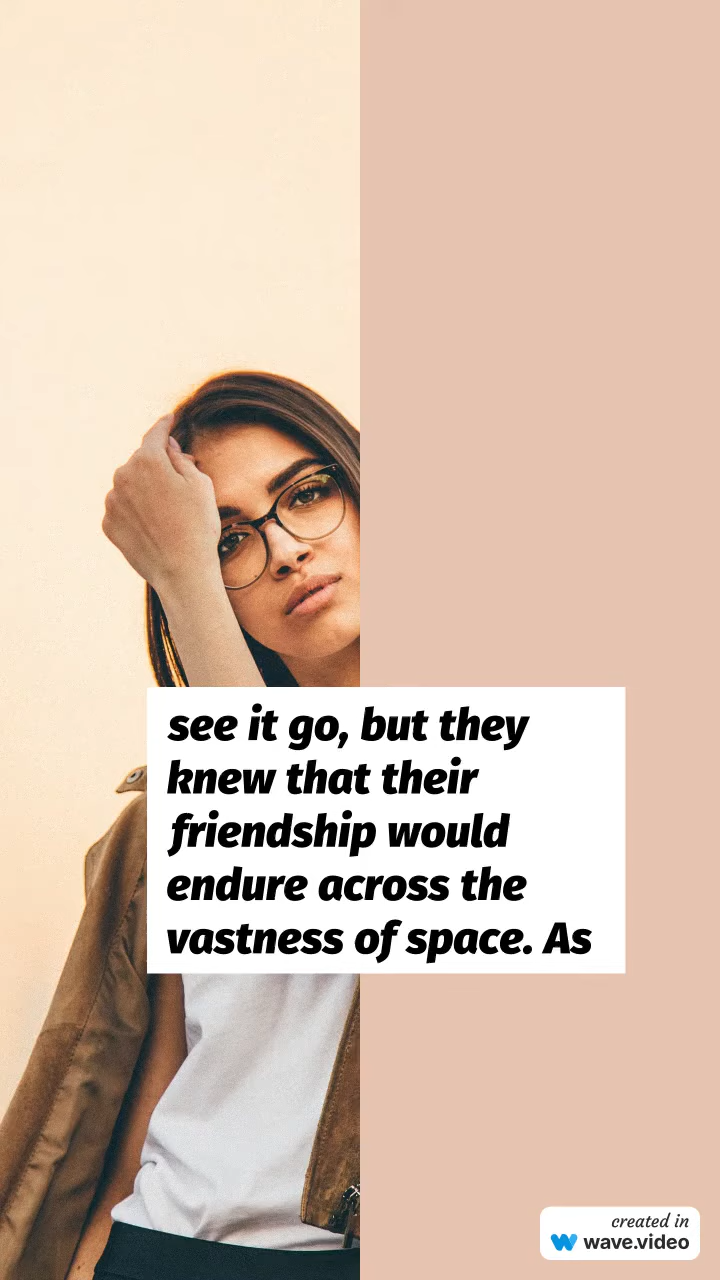 see it go, but they
knew that their
friendship would
endure across the
vastness of space. As
created in
wave.video